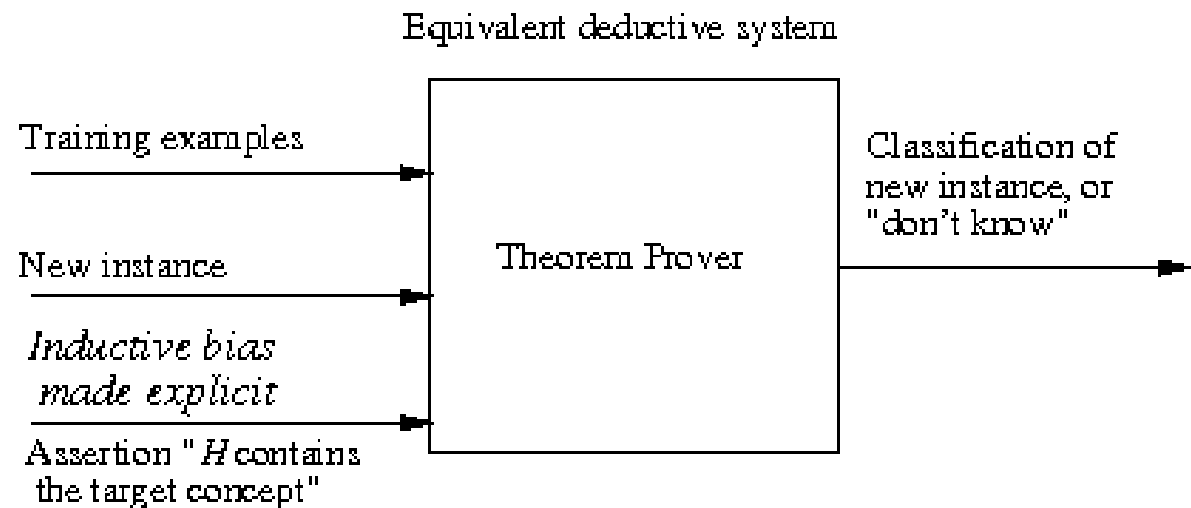 Equivalent deductive system
Training examples
New instance
Inductive bias
made explicit
Assertion "H contains
the target concept"
Theorem Prover
Classification of
new instance, or
"don't know"